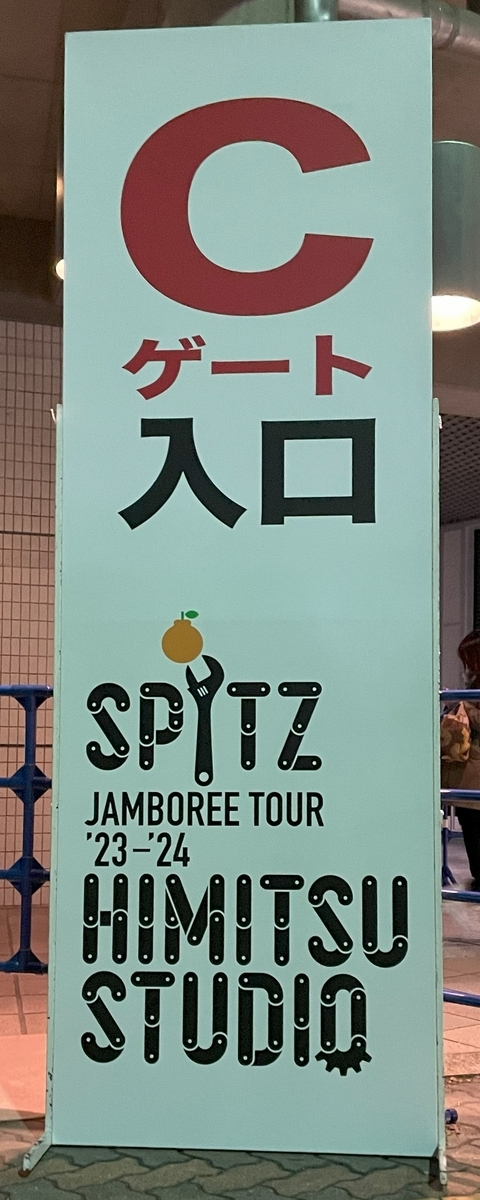 C
ゲート
入口
SPITZ
JAMBOREE TOUR
’23–’24
HIMITSU
STUDIO